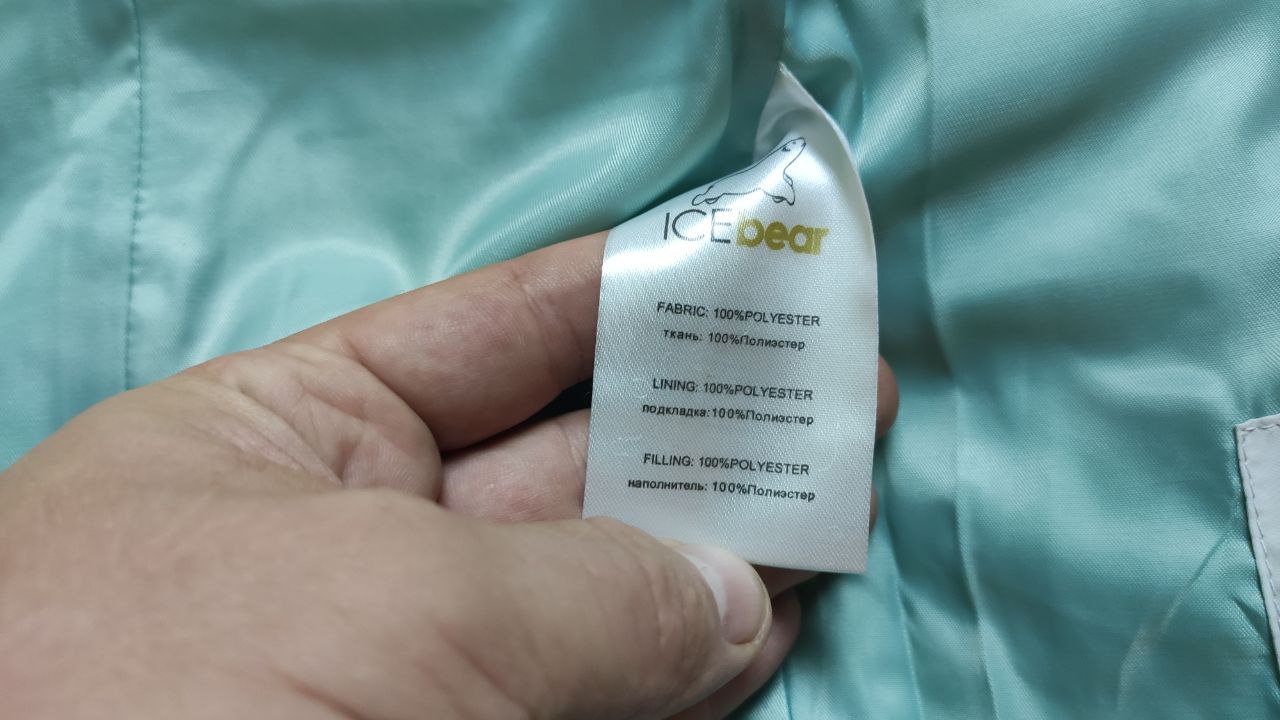 ICEbear
FABRIC: 100%POLYESTER
ткань: 100%Полиэстер
LINING: 100%POLYESTER
подкладка:100%Полиэстер
FILLING: 100%POLYESTER
наполнитель: 100%Полиэстер